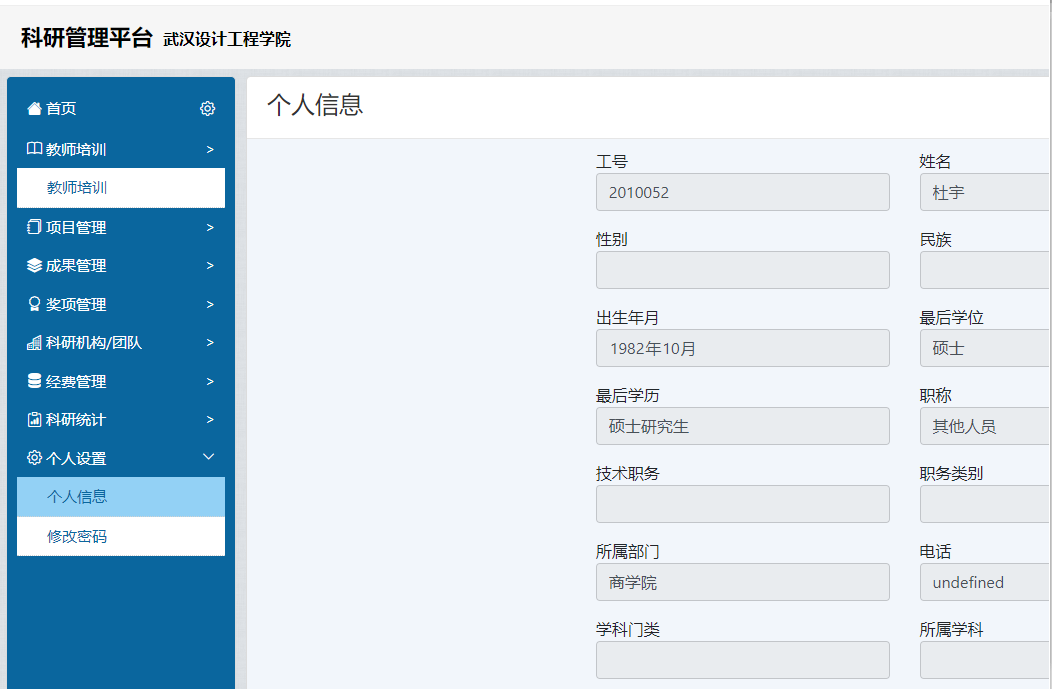 科研管理平台 武汉设计工程学院
首页
教师培训 >
教师培训
项目管理 >
成果管理 >
奖项管理 >
科研机构/团队 >
经费管理 >
科研统计 >
个人设置
个人信息
修改密码
个人信息
工号 姓名
2010052 杜宇
性别 民族
出生年月 最后学位
1982年10月 硕士
最后学历 职称
硕士研究生 其他人员
技术职务 职务类别
所属部门 电话
商学院 undefined
学科门类 所属学科